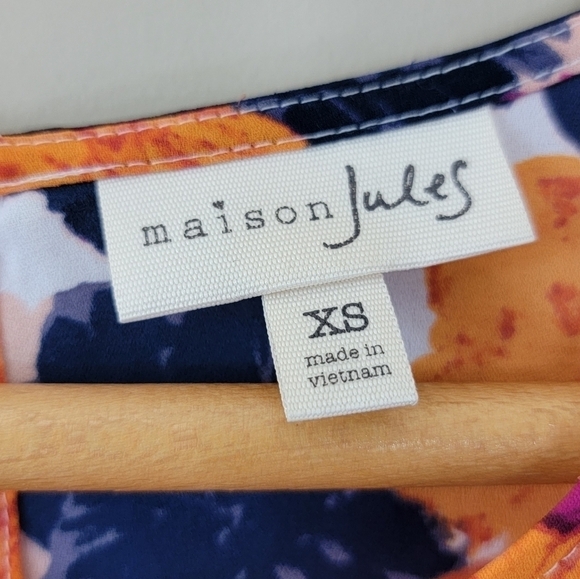 maison Jules
XS
made in
vietnam